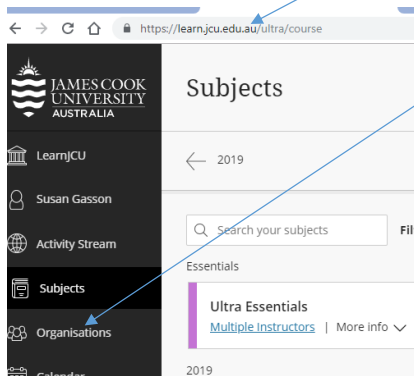 https://learn.jcu.edu.au/ultra/course
JAMES COOK
UNIVERSITY
AUSTRALIA
Subjects
LearnJCU
2019
Susan Gasson
Activity Stream
Search your subjects
Essentials
Subjects
Ultra Essentials
Multiple Instructors | More info
Organisations
Calendar
2019